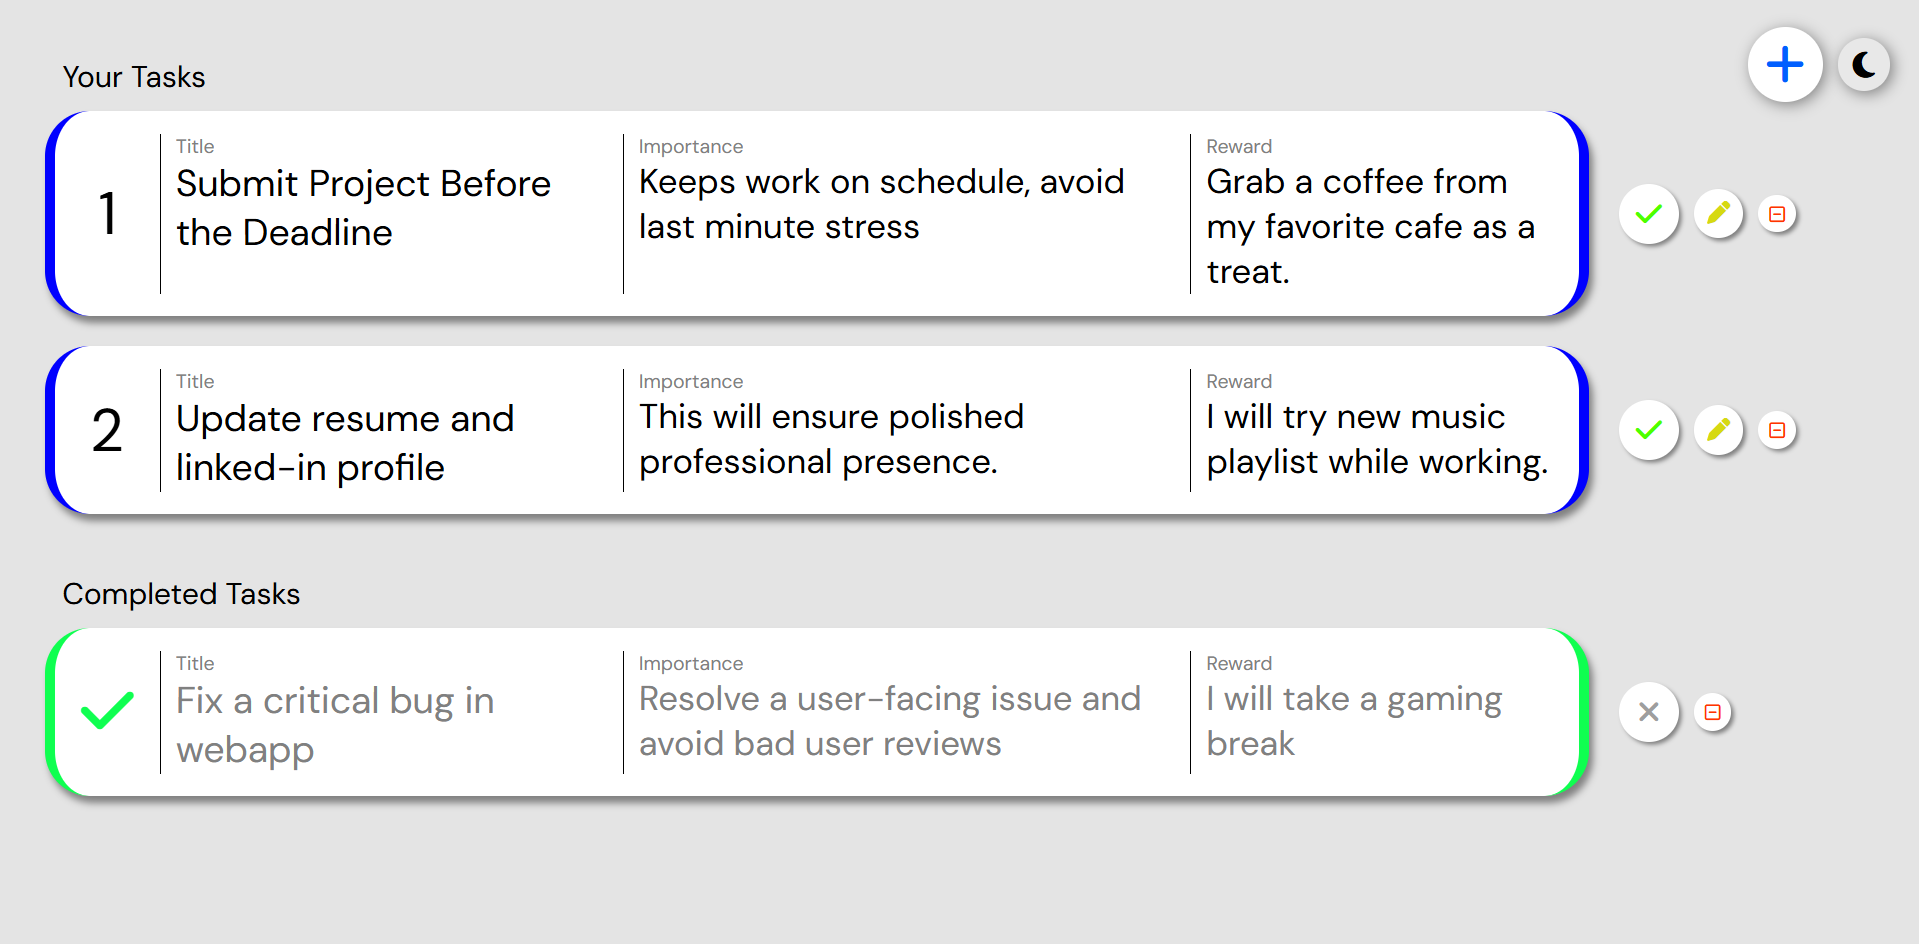 Your Tasks
1
Title
Submit Project Before
the Deadline
Importance
Keeps work on schedule, avoid
last minute stress
Reward
Grab a coffee from
my favorite cafe as a
treat.
2
Title
Update resume and
linked-in profile
Importance
This will ensure polished
professional presence.
Reward
I will try new music
playlist while working.
Completed Tasks
Title
Fix a critical bug in
webapp
Importance
Resolve a user-facing issue and
avoid bad user reviews
Reward
I will take a gaming
break